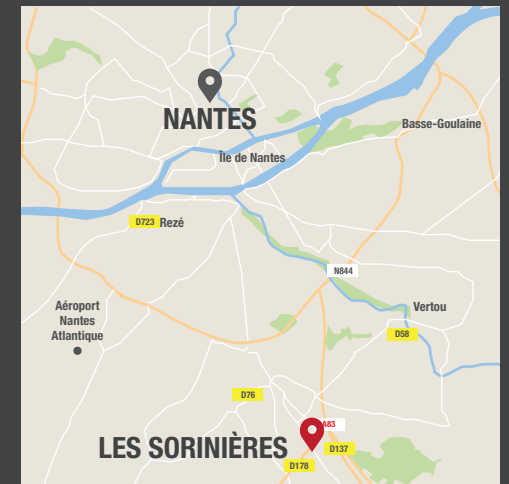 NANTES
Basse-Goulaine
Île de Nantes
D723
Rezé
N844
Aéroport
Nantes
Atlantique
Vertou
D58
D76
A83
LES SORINIÈRES
D137
D178